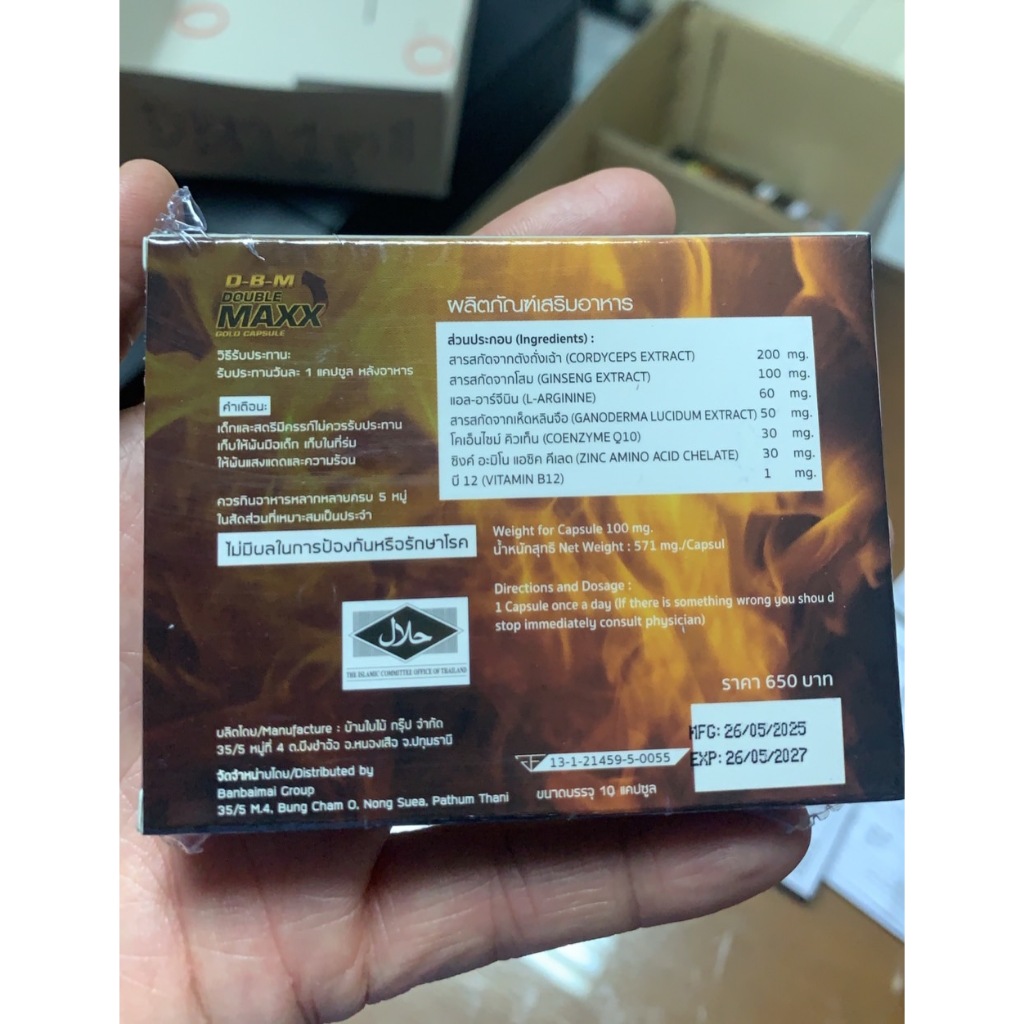 D-B-M
DOUBLE
MAXX
GOLD CAPSULE
วิธีรับประทาน:
รับประทานวันละ 1 แคปซูล หลังอาหาร
คำเตือน:
เด็กและสตรีมีครรภ์ไม่ควรรับประทาน
เก็บให้พ้นมือเด็ก เก็บในที่ร่ม
ให้พ้นแสงแดดและความร้อน
ควรกินอาหารหลากหลายครบ 5 หมู่
ในสัดส่วนที่เหมาะสมเป็นประจำ
ไม่มีผลในการป้องกันหรือรักษาโรค
حلال
THE ISLAMIC COMMITTEE OFFICE OF THAILAND
ผลิตโดย/Manufacture : บ้านใบไม้ กรุ๊ป จำกัด
35/5 หมู่ที่ 4 ต.บึงชำอ้อ อ.หนองเสือ จ.ปทุมธานี
จัดจำหน่ายโดย/Distributed by
Banbaimai Group
35/5 M.4, Bung Cham O, Nong Suea, Pathum Thani
ผลิตภัณฑ์เสริมอาหาร
ส่วนประกอบ (Ingredients) :
สารสกัดจากตังถั่งเฉ้า (CORDYCEPS EXTRACT) 200 mg.
สารสกัดจากโสม (GINSENG EXTRACT) 100 mg.
แอล-อาร์จีนิน (L-ARGININE) 60 mg.
สารสกัดจากเห็ดหลินจือ (GANODERMA LUCIDUM EXTRACT) 50 mg.
โคเอ็นไซม์ คิวเท็น (COENZYME Q10) 30 mg.
ซิงค์ อะมิโน แอซิค คีเลต (ZINC AMINO ACID CHELATE) 30 mg.
บี 12 (VITAMIN B12) 1 mg.
Weight for Capsule 100 mg.
น้ำหนักสุทธิ Net Weight : 571 mg./Capsul
Directions and Dosage :
1 Capsule once a day (If there is something wrong you shou d
stop immediately consult physician)
ราคา 650 บาท
MFG: 26/05/2025
EXP: 26/05/2027
13-1-21459-5-0055
ขนาดบรรจุ 10 แคปซูล